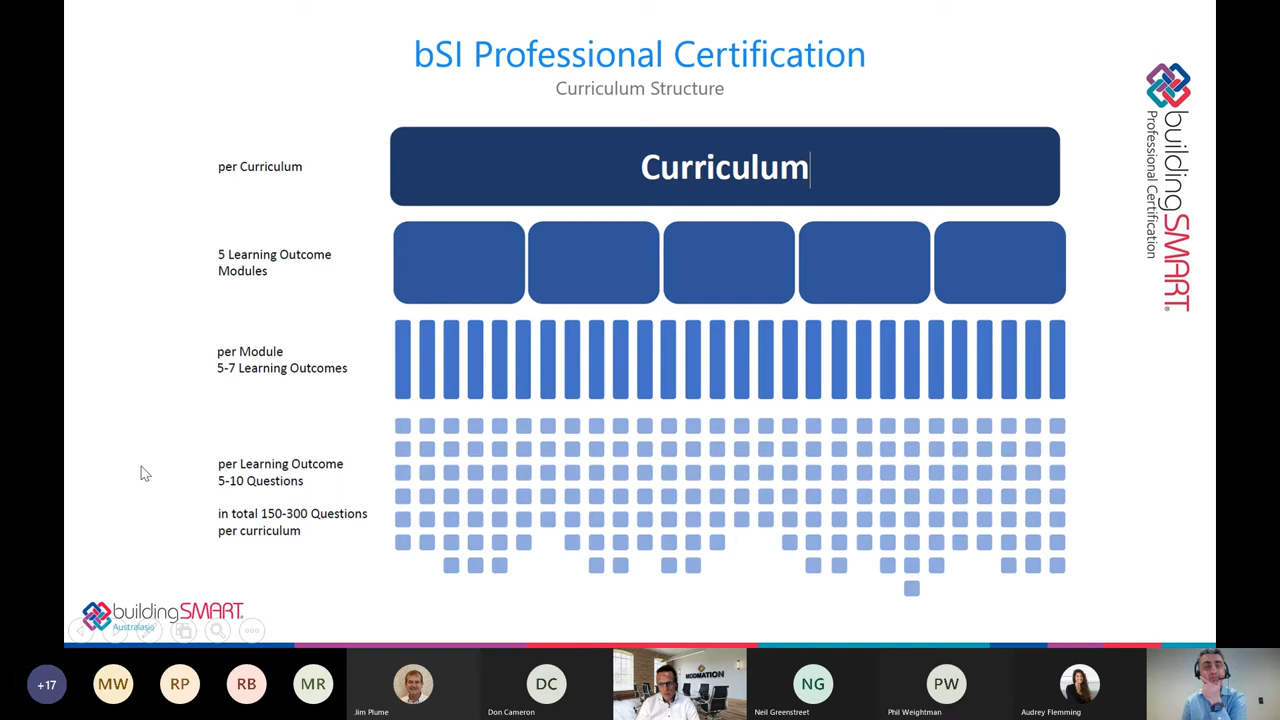 bSI Professional Certification
Curriculum Structure
per Curriculum
Curriculum
5 Learning Outcome
Modules
per Module
5-7 Learning Outcomes
per Learning Outcome
5-10 Questions
in total 150-300 Questions
per curriculum
buildingSMART®
Professional Certification
buildingSMART®
Australasia
+17
MW
RP
RB
MR
Jim Plume
DC
Don Cameron
MODMATION
NG
Neil Greenstreet
PW
Phil Weightman
Audrey Flemming